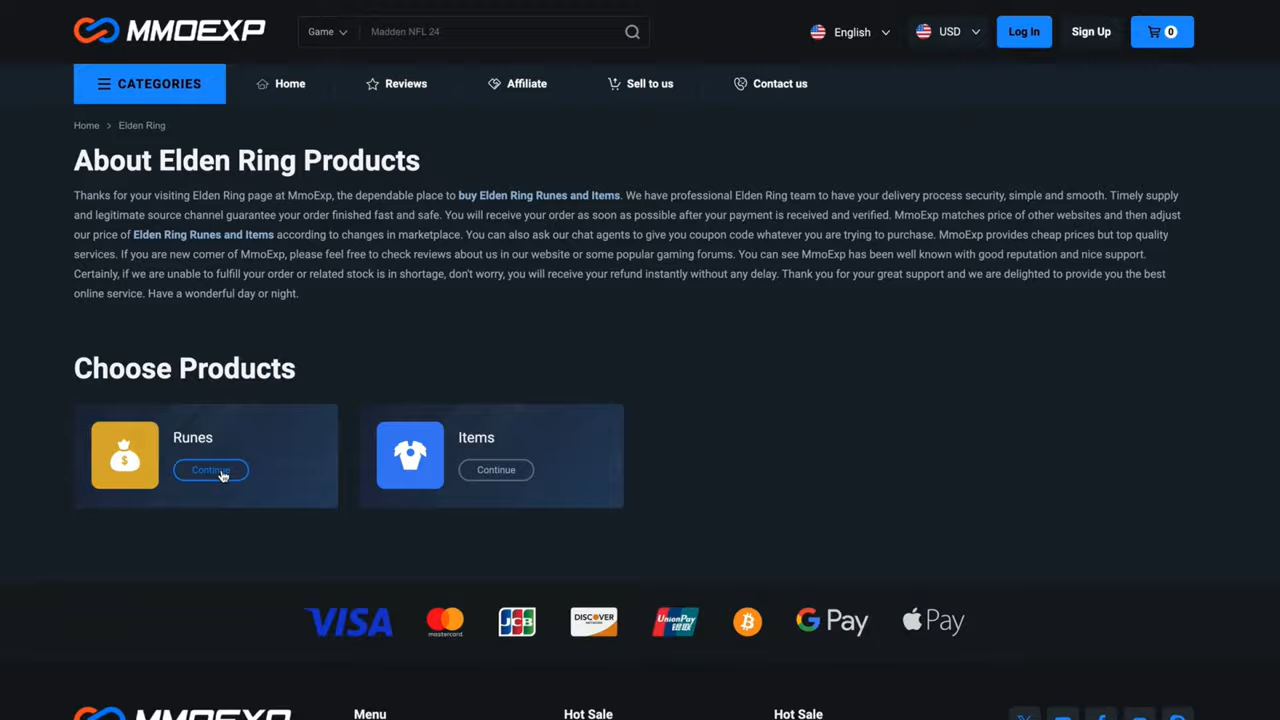 MMOEXP
Game
Madden NFL 24
English
USD
Log In
Sign Up
0
CATEGORIES
Home
Reviews
Affiliate
Sell to us
Contact us
Home > Elden Ring
About Elden Ring Products
Thanks for your visiting Elden Ring page at MmoExp, the dependable place to buy Elden Ring Runes and Items. We have professional Elden Ring team to have your delivery process security, simple and smooth. Timely supply
and legitimate source channel guarantee your order finished fast and safe. You will receive your order as soon as possible after your payment is received and verified. MmoExp matches price of other websites and then adjust
our price of Elden Ring Runes and Items according to changes in marketplace. You can also ask our chat agents to give you coupon code whatever you are trying to purchase. MmoExp provides cheap prices but top quality
services. If you are new comer of MmoExp, please feel free to check reviews about us in our website or some popular gaming forums. You can see MmoExp has been well known with good reputation and nice support.
Certainly, if we are unable to fulfill your order or related stock is in shortage, don't worry, you will receive your refund instantly without any delay. Thank you for your great support and we are delighted to provide you the best
online service. Have a wonderful day or night.
Choose Products
$
Runes
Continue
Items
Continue
VISA
mastercard
JCB
DISCOVER
NETWORK
UnionPay
银联
G Pay
Pay
MMOEXP
Menu
Hot Sale
Hot Sale